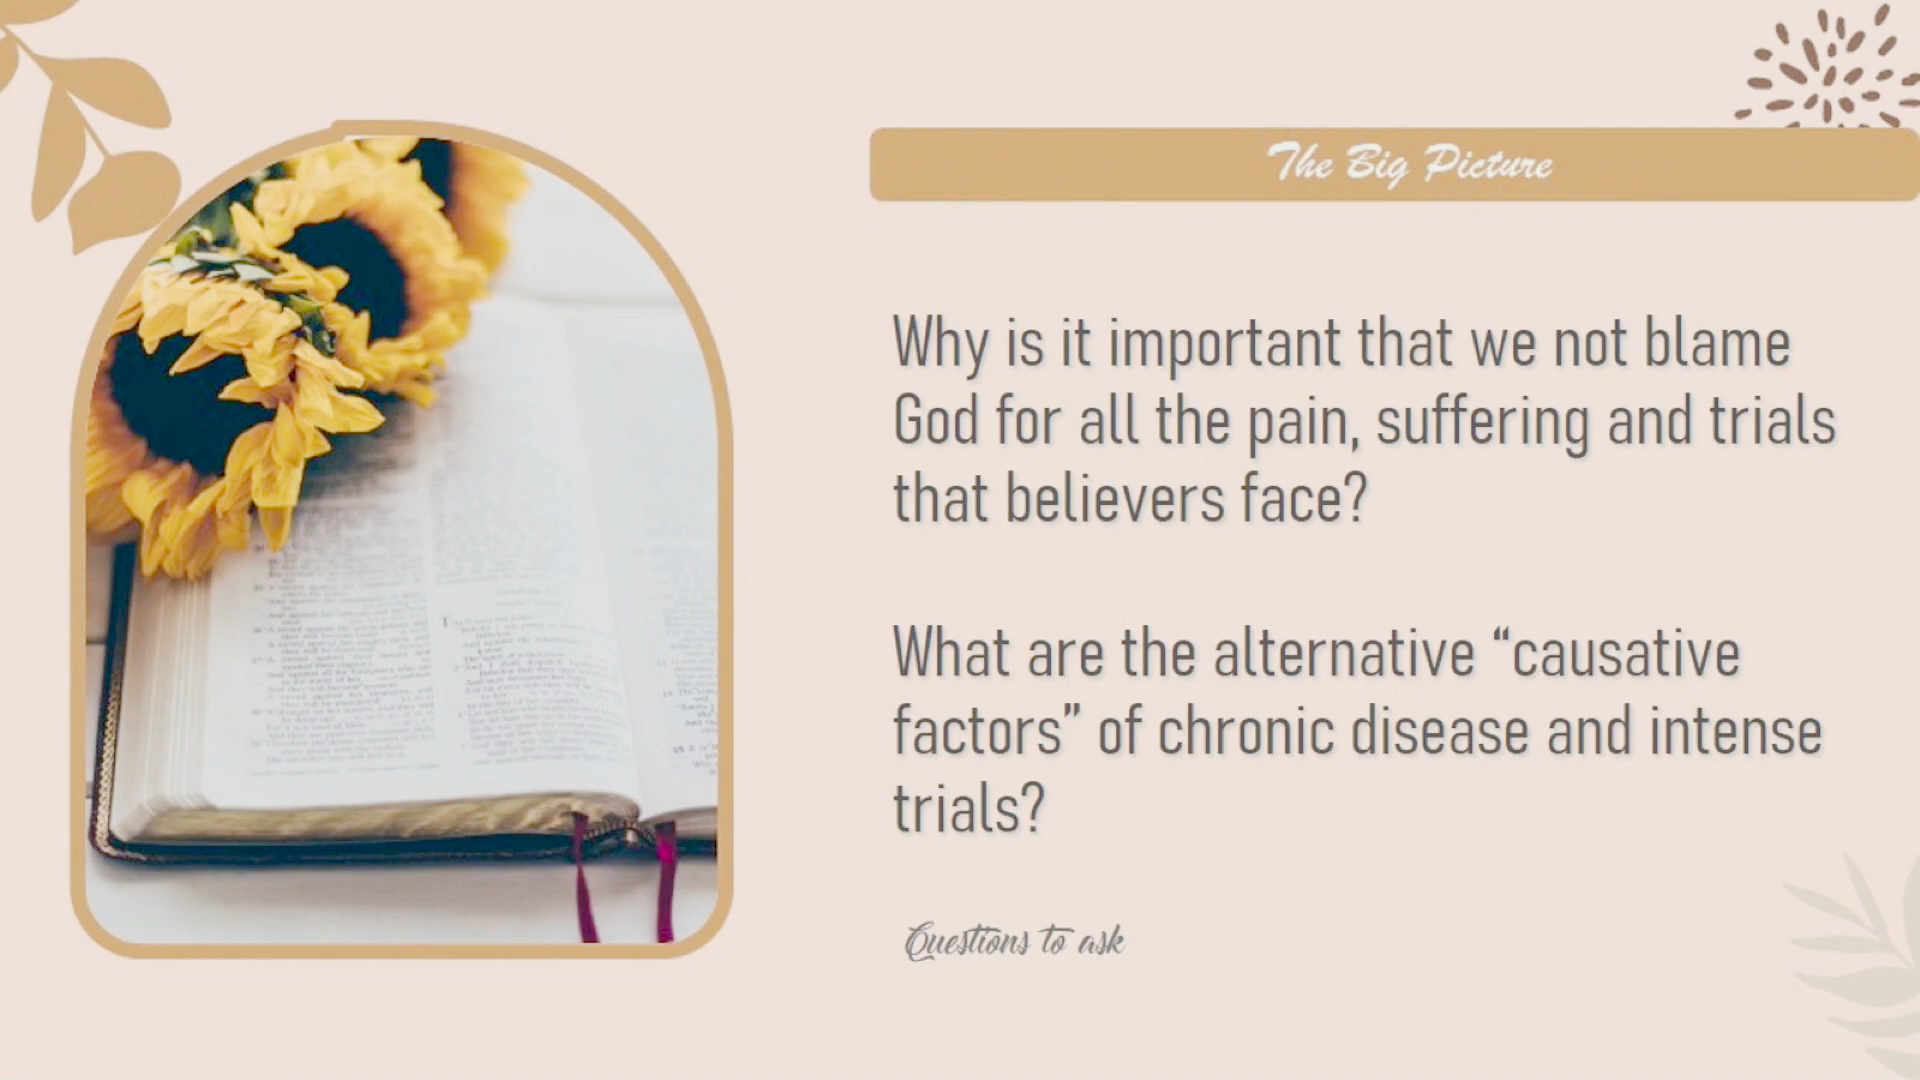 The Big Picture
Why is it important that we not blame
God for all the pain, suffering and trials
that believers face?
What are the alternative “causative
factors” of chronic disease and intense
trials?
Questions to ask